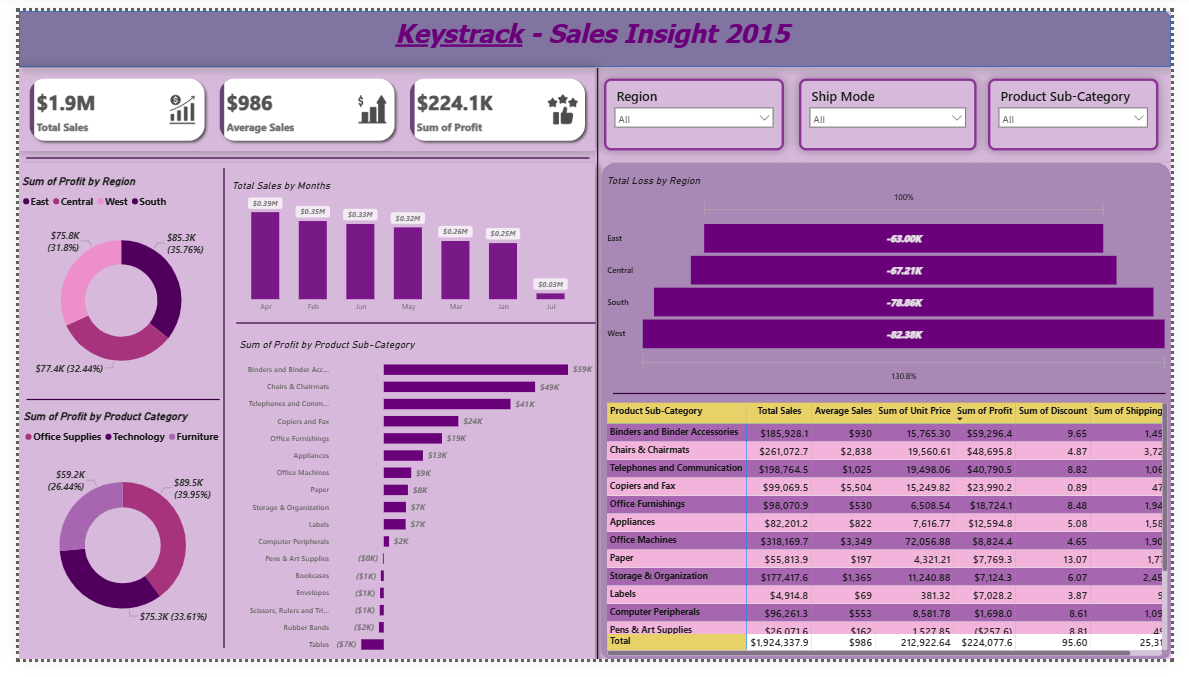 Keystrack - Sales Insight 2015
$1.9M
Total Sales
$986
Average Sales
$224.1K
Sum of Profit
Region
All
Ship Mode
All
Product Sub-Category
All
Sum of Profit by Region
East Central West South
$75.8K
(31.8%)
$85.3K
(35.76%)
$77.4K (32.44%)
Sum of Profit by Product Category
Office Supplies Technology Furniture
$59.2K
(26.44%)
$89.5K
(39.95%)
$75.3K (33.61%)
Total Sales by Months
$0.39M $0.35M $0.33M $0.32M $0.26M $0.25M $0.03M
Apr Feb Jun May Mar Jan Jul
Sum of Profit by Product Sub-Category
Binders and Binder Acc... $59K
Chairs & Chairmats $49K
Telephones and Comm... $41K
Copiers and Fax $24K
Office Furnishings $19K
Appliances $13K
Office Machines $9K
Paper $8K
Storage & Organization $7K
Labels $7K
Computer Peripherals $2K
Pens & Art Supplies ($0K)
Bookcases ($1K)
Envelopes ($1K)
Scissors, Rulers and Tri... ($1K)
Rubber Bands ($2K)
Tables ($7K)
Total Loss by Region
100%
East -63.00K
Central -67.21K
South -78.86K
West -82.38K
130.8%
Product Sub-Category Total Sales Average Sales Sum of Unit Price Sum of Profit Sum of Discount Sum of Shipping
Binders and Binder Accessories $185,928.1 $930 15,765.30 $59,296.4 9.65 1,49
Chairs & Chairmats $261,072.7 $2,838 19,560.61 $48,695.8 4.87 3,72
Telephones and Communication $198,764.5 $1,025 19,498.06 $40,790.5 8.82 1,06
Copiers and Fax $99,069.5 $5,504 15,249.82 $23,990.2 0.89 47
Office Furnishings $98,070.9 $530 6,508.54 $18,724.1 8.48 1,94
Appliances $82,201.2 $822 7,616.77 $12,594.8 5.08 1,58
Office Machines $318,169.7 $3,349 72,056.88 $8,824.4 4.65 1,90
Paper $55,813.9 $197 4,321.21 $7,769.3 13.07 1,77
Storage & Organization $177,417.6 $1,365 11,240.88 $7,124.3 6.07 2,45
Labels $4,914.8 $69 381.32 $7,028.2 3.87 9
Computer Peripherals $96,261.3 $553 8,581.78 $1,698.0 8.61 1,09
Pens & Art Supplies $26,071.6 $162 1,527.85 ($257.6) 8.81 49
Total $1,924,337.9 $986 212,922.64 $224,077.6 95.60 25,31